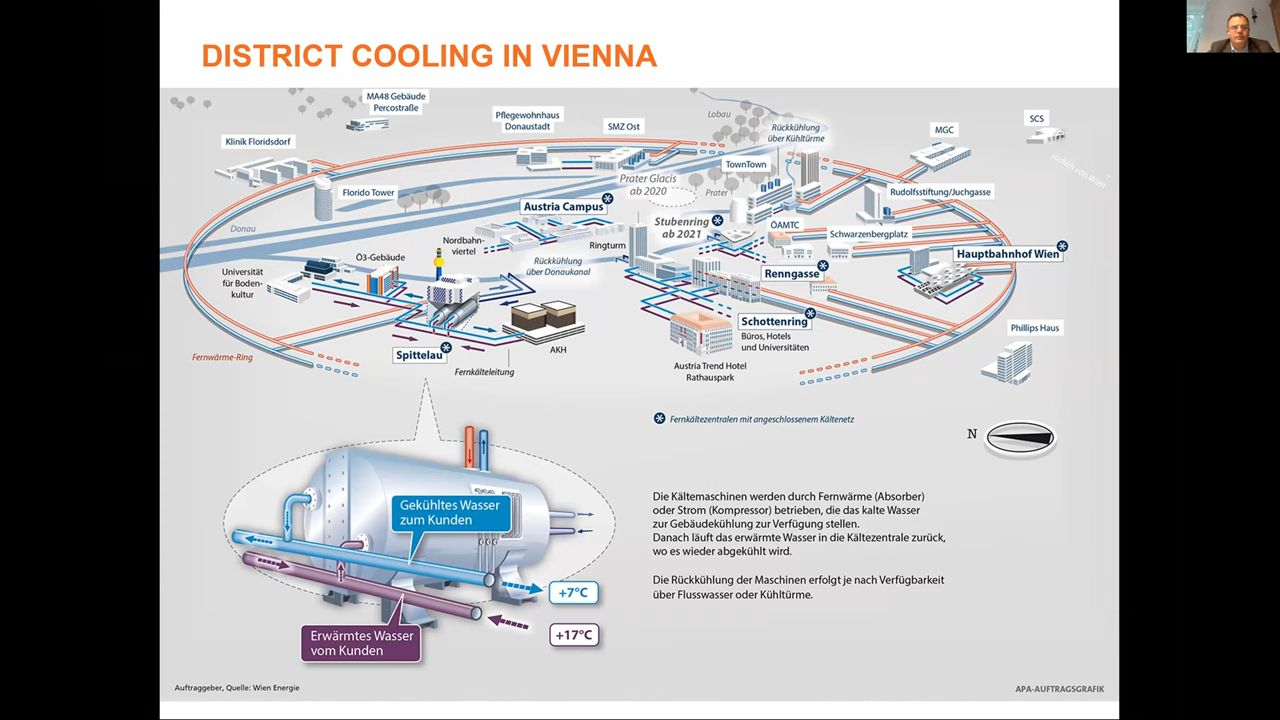 DISTRICT COOLING IN VIENNA
MA48 Gebäude
Percostraße
Pflegewohnhaus
Donaustadt
SMZ Ost
Lobau
Rückkühlung
über Kühltürme
MGC
SCS
südlich von Wien
Klinik Floridsdorf
TownTown
Prater Glacis
ab 2020
Prater
Florido Tower
Rudolfsstiftung/Juchgasse
Austria Campus
Stubenring
ab 2021
ÖAMTC
Schwarzenbergplatz
Donau
Nordbahn-
viertel
Ringturm
Hauptbahnhof Wien
Ö3-Gebäude
Rückkühlung
über Donaukanal
Renngasse
Universität
für Boden-
kultur
Schottenring
Büros, Hotels
und Universitäten
Phillips Haus
Fernwärme-Ring
Spittelau
AKH
Fernkälteleitung
Austria Trend Hotel
Rathauspark
Fernkältezentralen mit angeschlossenem Kältenetz
N
Gekühltes Wasser
zum Kunden
+7°C
+17°C
Erwärmtes Wasser
vom Kunden
Die Kältemaschinen werden durch Fernwärme (Absorber)
oder Strom (Kompressor) betrieben, die das kalte Wasser
zur Gebäudekühlung zur Verfügung stellen.
Danach läuft das erwärmte Wasser in die Kältezentrale zurück,
wo es wieder abgekühlt wird.
Die Rückkühlung der Maschinen erfolgt je nach Verfügbarkeit
über Flusswasser oder Kühltürme.
Auftraggeber, Quelle: Wien Energie
APA-AUFTRAGSGRAFIK